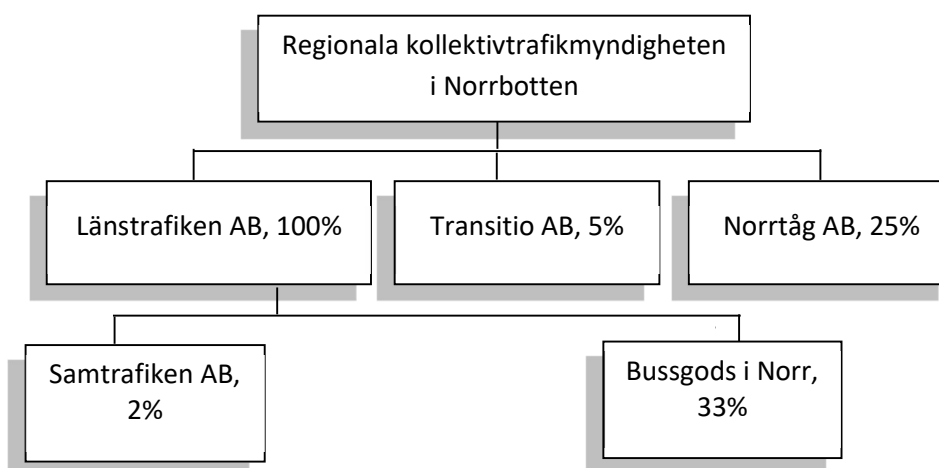 Regionala kollektivtrafikmyndigheten
i Norrbotten
Länstrafiken AB, 100%
Transitio AB, 5%
Norrtåg AB, 25%
Samtrafiken AB,
2%
Bussgods i Norr,
33%